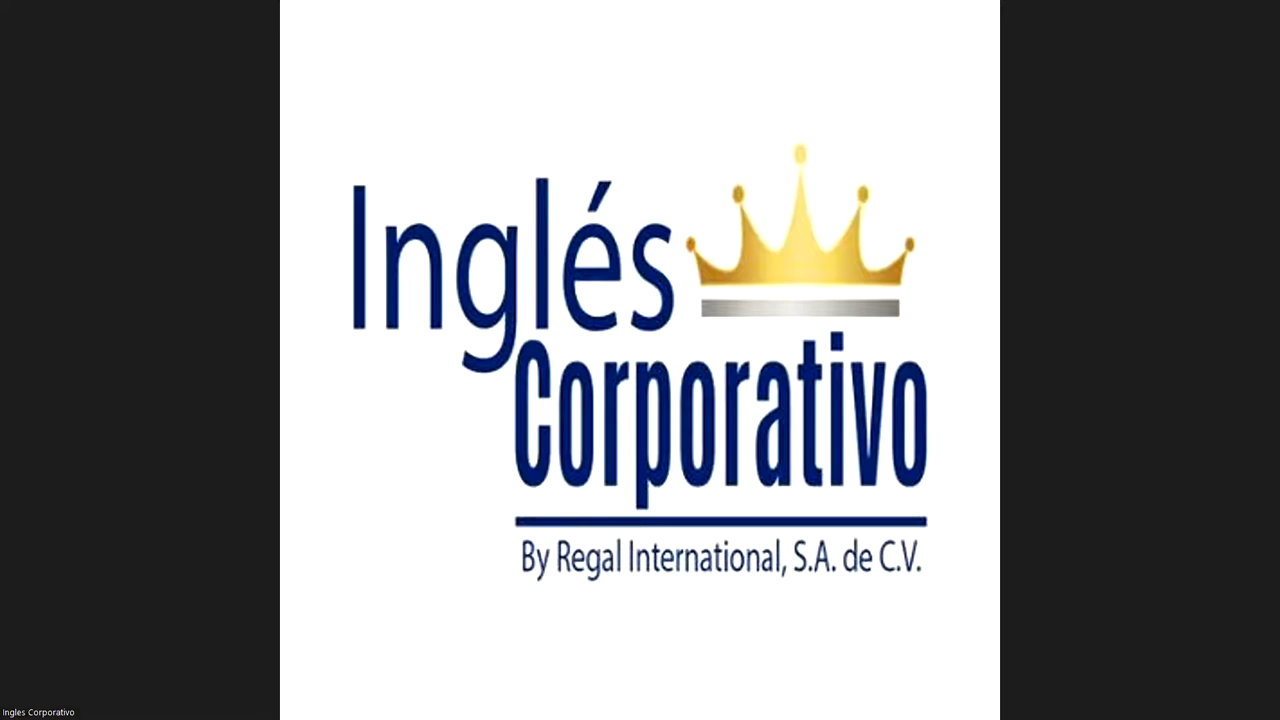 Inglés
Corporativo
By Regal International, S.A. de C.V.
Ingles Corporativo